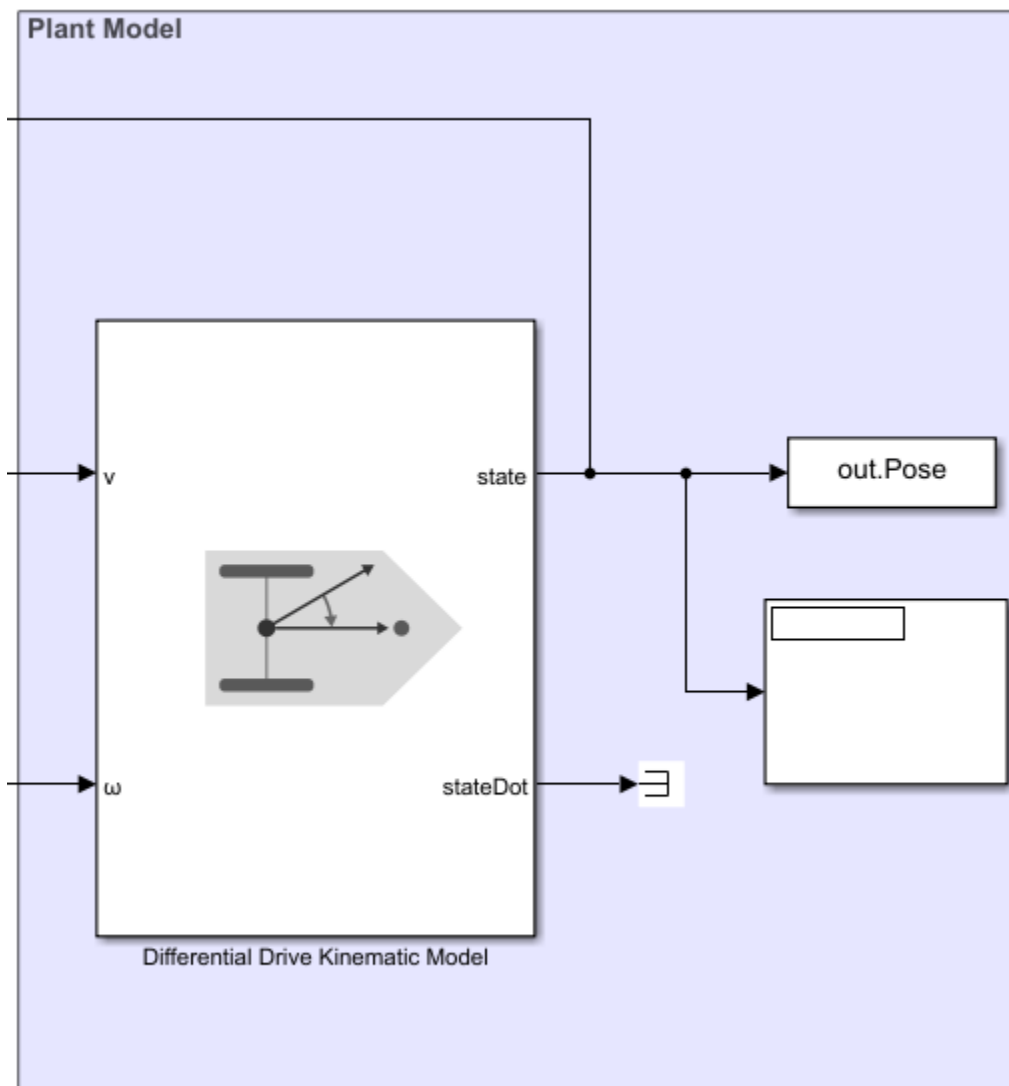 Plant Model
v
state
out.Pose
ω
stateDot
Differential Drive Kinematic Model